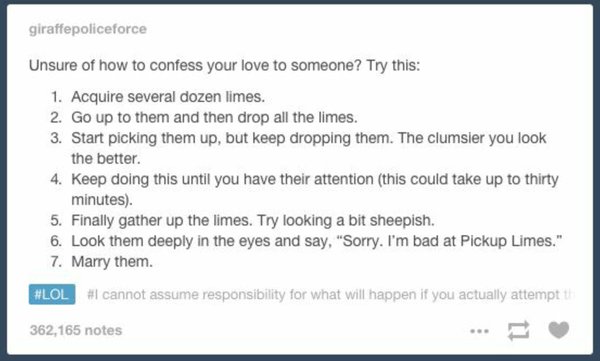 giraffepoliceforce
Unsure of how to confess your love to someone? Try this:
1. Acquire several dozen limes.
2. Go up to them and then drop all the limes.
3. Start picking them up, but keep dropping them. The clumsier you look
the better.
4. Keep doing this until you have their attention (this could take up to thirty
minutes).
5. Finally gather up the limes. Try looking a bit sheepish.
6. Look them deeply in the eyes and say, “Sorry. I’m bad at Pickup Limes.”
7. Marry them.
#LOL #I cannot assume responsibility for what will happen if you actually attempt
362,165 notes